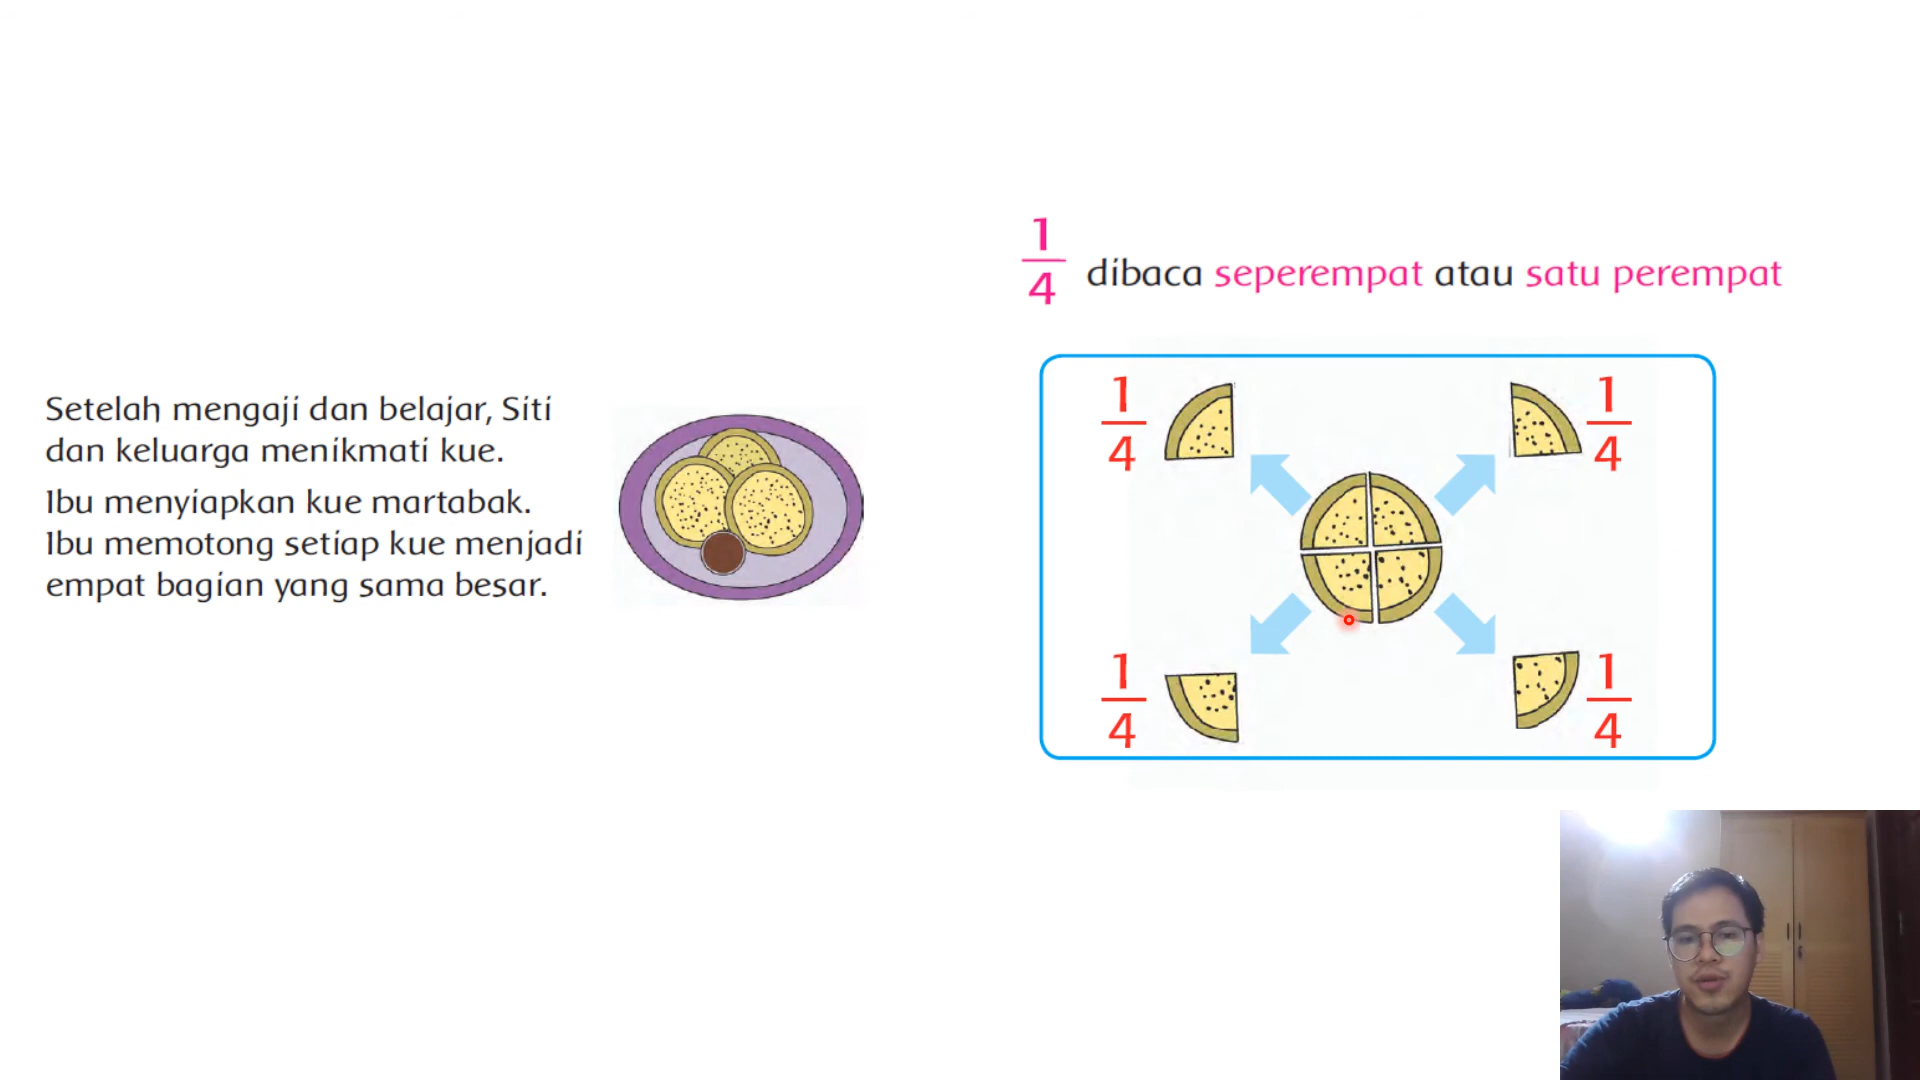 Setelah mengaji dan belajar, Siti
dan keluarga menikmati kue.
Ibu menyiapkan kue martabak.
Ibu memotong setiap kue menjadi
empat bagian yang sama besar.
1/4 dibaca seperempat atau satu perempat
1/4
1/4
1/4
1/4